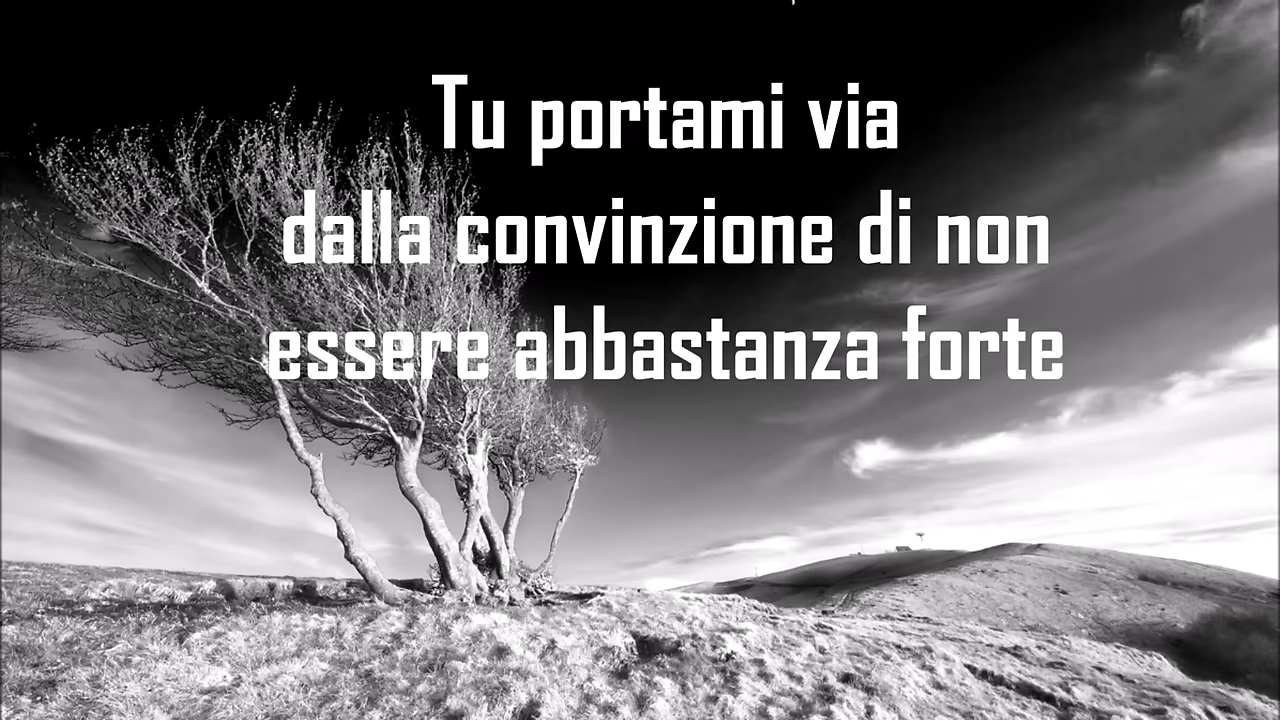 Tu portami via
dalla convinzione di non
essere abbastanza forte